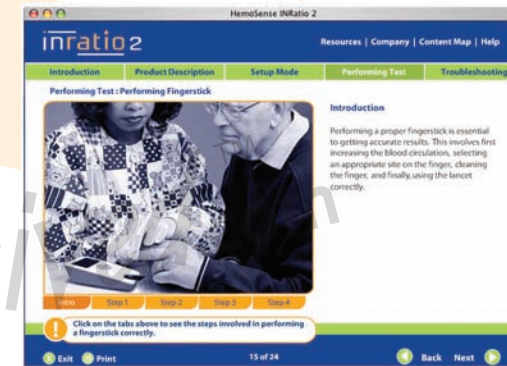 HemoSense INRatio 2
inratio2
Resources | Company | Content Map | Help
Introduction Product Description Setup Mode Performing Test Troubleshooting
Performing Test : Performing Fingerstick
Introduction
Performing a proper fingerstick is essential
to getting accurate results. This involves first
increasing the blood circulation, selecting
an appropriate site on the finger, cleaning
the finger, and finally, using the lancet
correctly.
Intro Step 1 Step 2 Step 3 Step 4
! Click on the tabs above to see the steps involved in performing
a fingerstick correctly.
Exit Print 15 of 24 Back Next